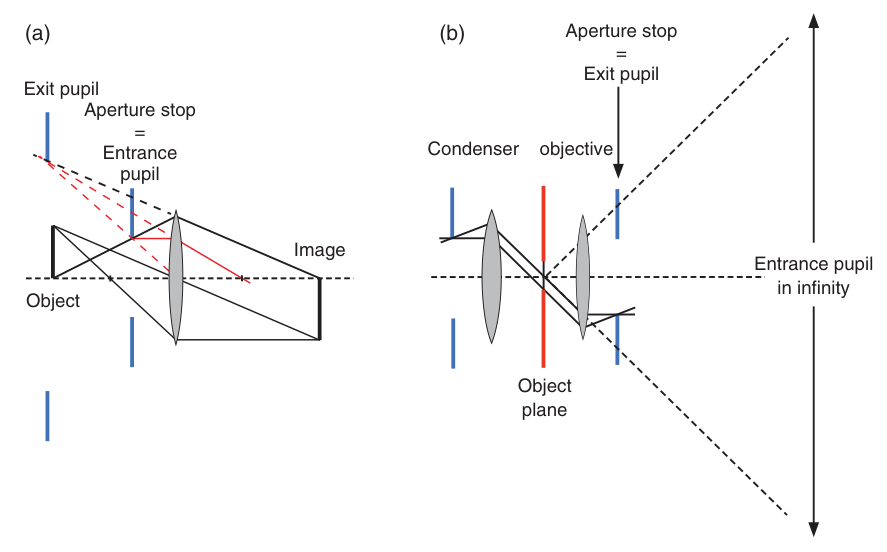 (a)
Exit pupil
Aperture stop
=
Entrance
pupil
Image
Object
(b)
Aperture stop
=
Exit pupil
Condenser
objective
Entrance pupil
in infinity
Object
plane